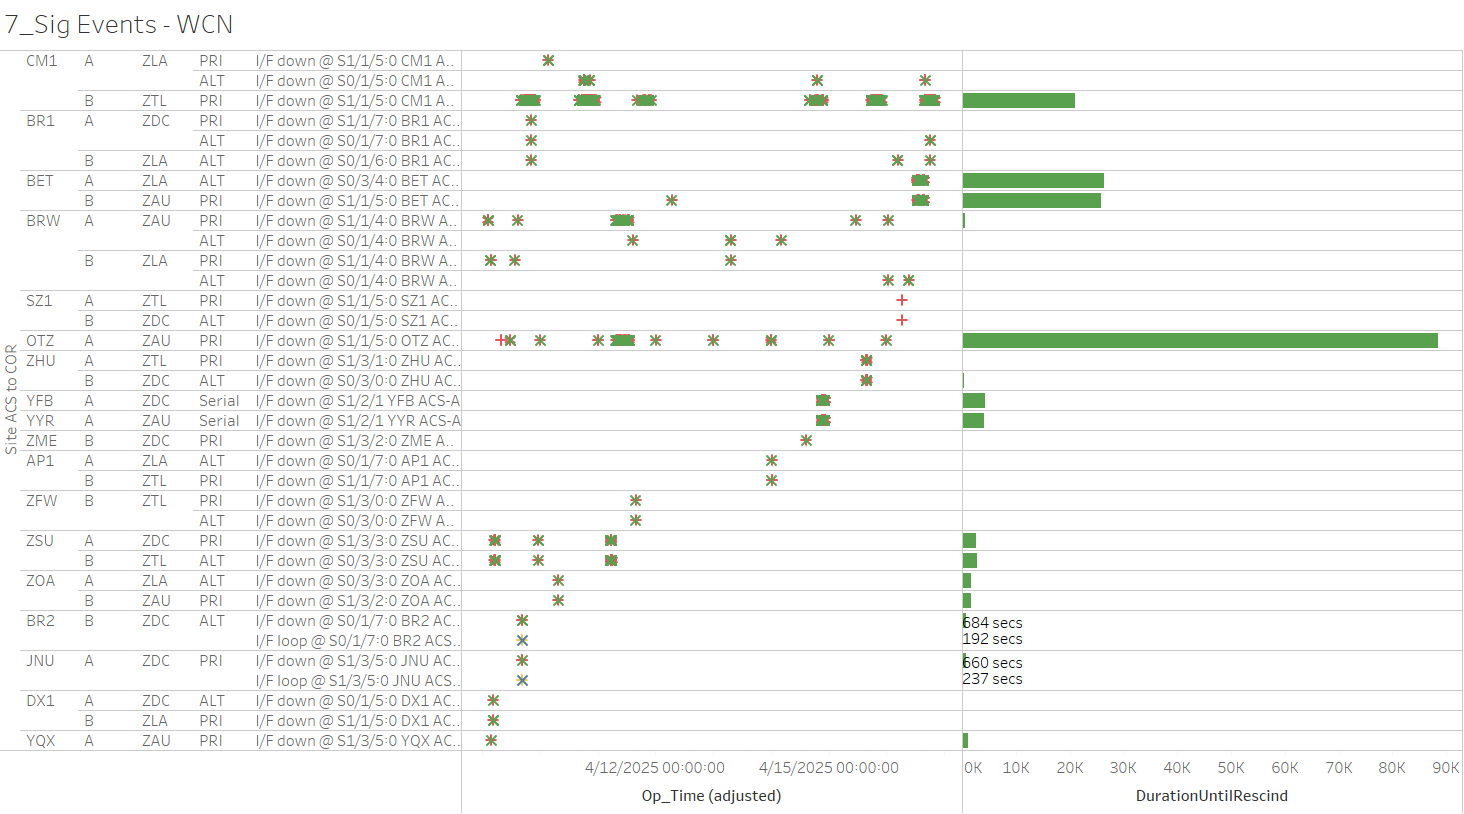 7_Sig Events - WCN
CM1 A ZLA PRI I/F down @ S1/1/5:0 CM1 A..
ALT I/F down @ S0/1/5:0 CM1 A..
B ZTL PRI I/F down @ S1/1/5:0 CM1 A..
BR1 A ZDC PRI I/F down @ S1/1/7:0 BR1 AC..
ALT I/F down @ S0/1/7:0 BR1 AC..
B ZLA ALT I/F down @ S0/1/6:0 BR1 AC..
BET A ZLA ALT I/F down @ S0/3/4:0 BET AC..
B ZAU PRI I/F down @ S1/1/5:0 BET AC..
BRW A ZAU PRI I/F down @ S1/1/4:0 BRW A..
ALT I/F down @ S0/1/4:0 BRW A..
B ZLA PRI I/F down @ S1/1/4:0 BRW A..
ALT I/F down @ S0/1/4:0 BRW A..
SZ1 A ZTL PRI I/F down @ S1/1/5:0 SZ1 AC..
B ZDC ALT I/F down @ S0/1/5:0 SZ1 AC..
OTZ A ZAU PRI I/F down @ S1/1/5:0 OTZ AC..
ZHU A ZTL PRI I/F down @ S1/3/1:0 ZHU AC..
B ZDC ALT I/F down @ S0/3/0:0 ZHU AC..
YFB A ZDC Serial I/F down @ S1/2/1 YFB ACS-A
YYR A ZAU Serial I/F down @ S1/2/1 YYR ACS-A
ZME B ZDC PRI I/F down @ S1/3/2:0 ZME A..
AP1 A ZLA ALT I/F down @ S0/1/7:0 AP1 AC..
B ZTL PRI I/F down @ S1/1/7:0 AP1 AC..
ZFW B ZTL PRI I/F down @ S1/3/0:0 ZFW A..
ALT I/F down @ S0/3/0:0 ZFW A..
ZSU A ZDC PRI I/F down @ S1/3/3:0 ZSU AC..
B ZTL ALT I/F down @ S0/3/3:0 ZSU AC..
ZOA A ZLA ALT I/F down @ S0/3/3:0 ZOA AC..
B ZAU PRI I/F down @ S1/3/2:0 ZOA AC..
BR2 B ZDC ALT I/F down @ S0/1/7:0 BR2 AC.. 684 secs
I/F loop @ S0/1/7:0 BR2 ACS.. 192 secs
JNU A ZDC PRI I/F down @ S1/3/5:0 JNU AC.. 660 secs
I/F loop @ S1/3/5:0 JNU ACS.. 237 secs
DX1 A ZDC ALT I/F down @ S0/1/5:0 DX1 AC..
B ZLA PRI I/F down @ S1/1/5:0 DX1 AC..
YQX A ZAU PRI I/F down @ S1/3/5:0 YQX AC..
Site ACS to COR
4/12/2025 00:00:00 4/15/2025 00:00:00 0K 10K 20K 30K 40K 50K 60K 70K 80K 90K
Op_Time (adjusted) DurationUntilRescind